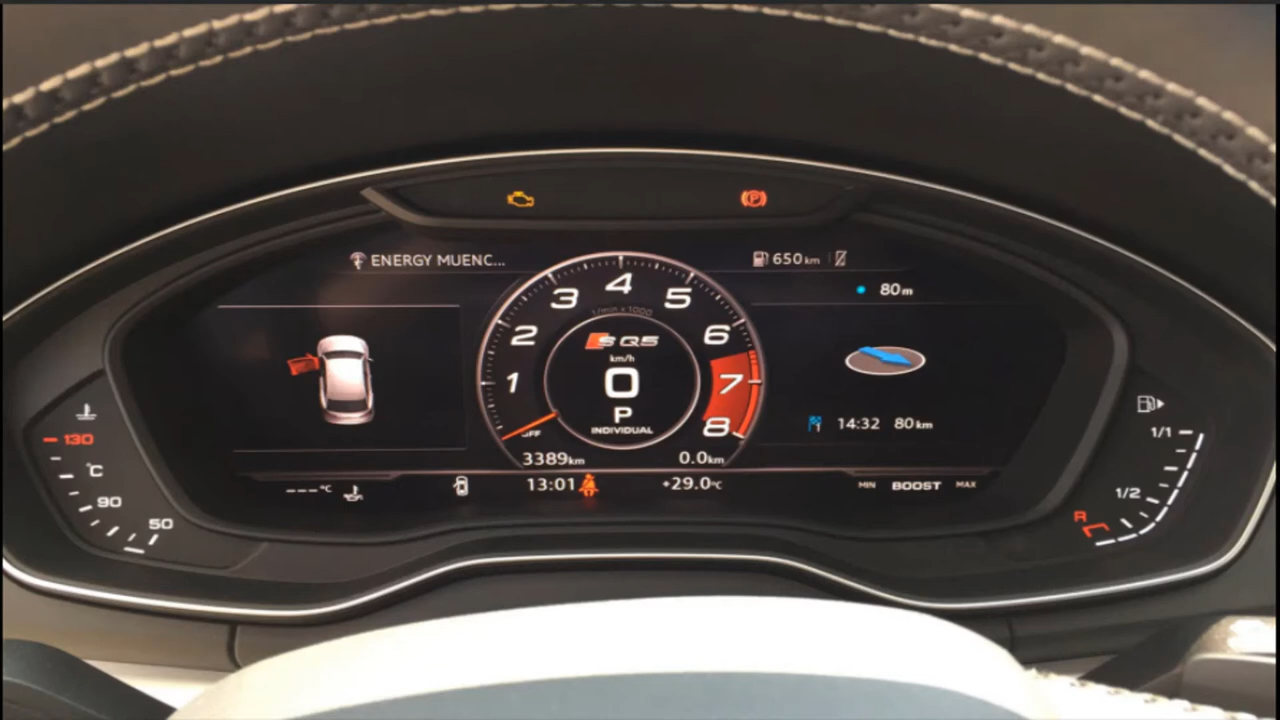 ENERGY MUENC...
650 km
80 m
1 2 3 4 5 6 7 8
1/min x1000
SQ5
km/h
0
P
INDIVIDUAL
OFF
3389 km
0.0 km
14:32 80 km
---°C
13:01
+29.0°C
MIN BOOST MAX
130
°C
90
50
1/1
1/2
R